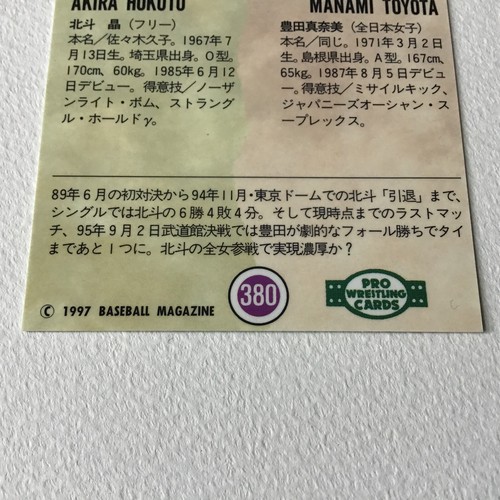 AKIRA HOKUTO
北斗 晶(フリー)
本名/佐々木久子。1967年7
月13日生。埼玉県出身。O型。
170cm、60kg。1985年6月12
日デビュー。得意技/ノーザ
ンライト・ボム、ストラング
ル・ホールドγ。
MANAMI TOYOTA
豊田真奈美(全日本女子)
本名/同じ。1971年3月2日
生。島根県出身。A型。167cm、
65kg。1987年8月5日デビュ
ー。得意技/ミサイルキック、
ジャパニーズオーシャン・ス
ープレックス。
89年6月の初対決から94年11月・東京ドームでの北斗「引退」まで、
シングルでは北斗の6勝4敗4分。そして現時点までのラストマッ
チ、95年9月2日武道館決戦では豊田が劇的なフォール勝ちでタイ
まであと1つに。北斗の全女参戦で実現濃厚か?
© 1997 BASEBALL MAGAZINE
380
PRO
WRESTLING
CARDS